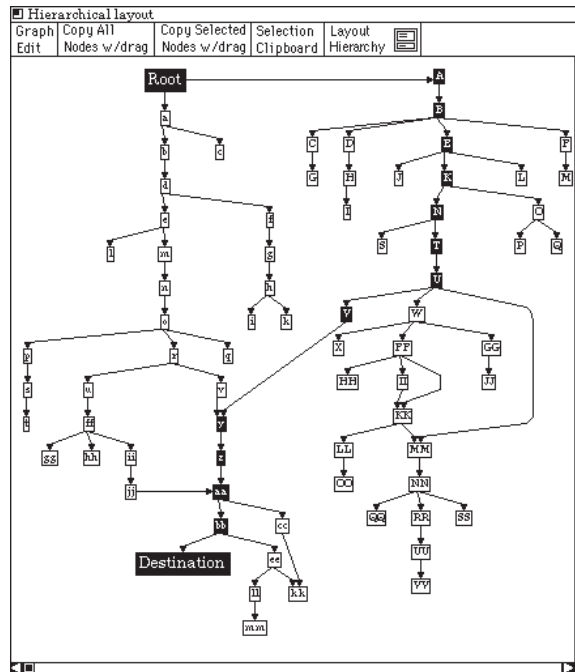 Hierarchical layout
Graph Copy All Copy Selected Selection Layout
Edit Nodes w/drag Nodes w/drag Clipboard Hierarchy
Root A
a B
b c C D E F
G H J K L M
d I N O
e f S T P Q
l m g U
n h V W
o i k X FF GG
p r q HH II JJ
s u v KK
t ff y LL MM
gg hh ii z OO NN
jj aa QQ RR SS
bb cc UU
Destination ee VV
ll kk
mm